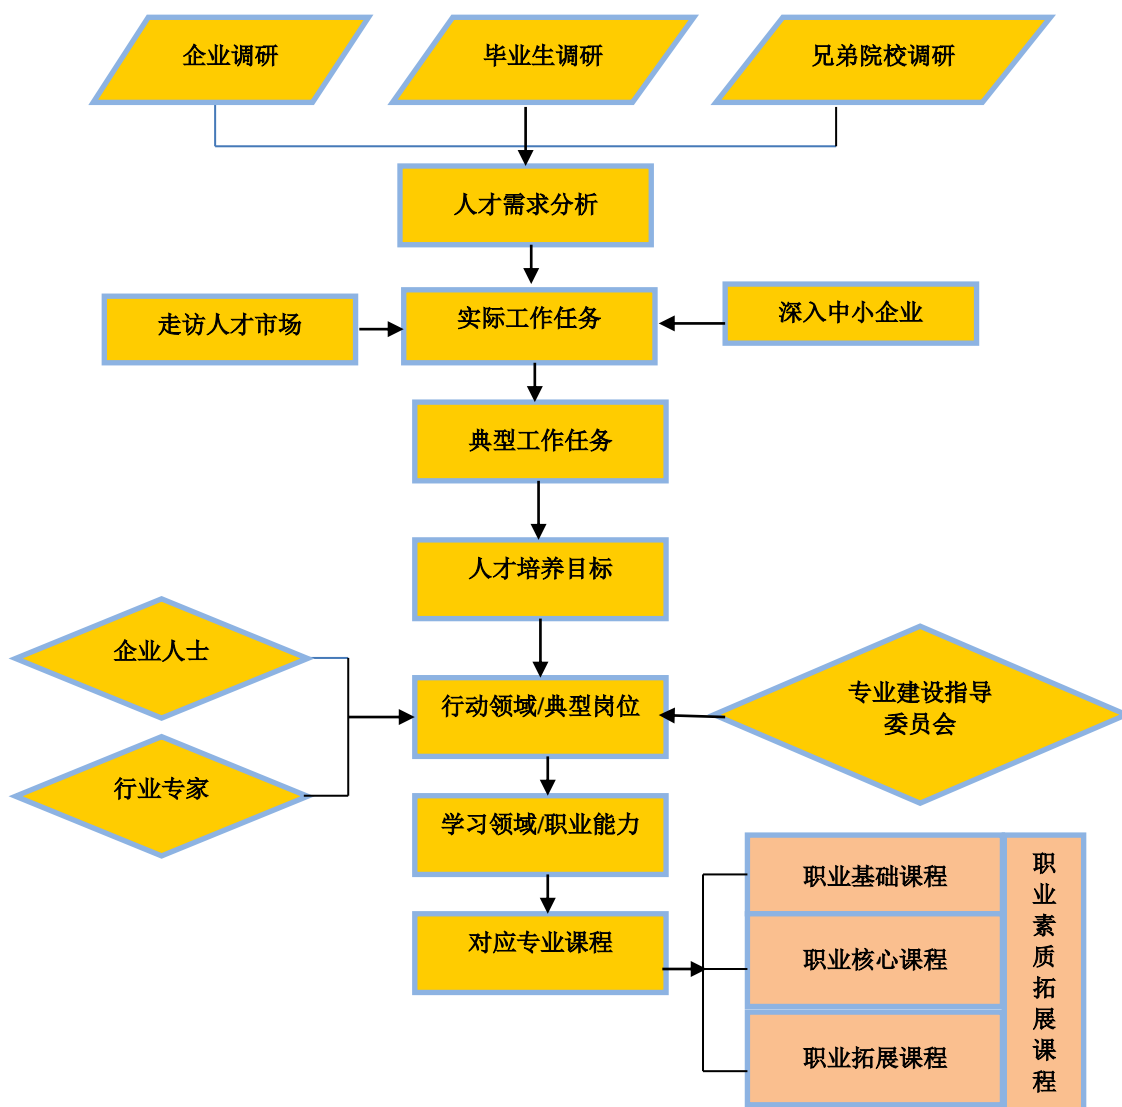 企业调研
毕业生调研
兄弟院校调研
人才需求分析
走访人才市场
实际工作任务
深入中小企业
典型工作任务
人才培养目标
企业人士
行动领域/典型岗位
专业建设指导
委员会
行业专家
学习领域/职业能力
对应专业课程
职业基础课程
职业核心课程
职业拓展课程
职业素质拓展课程